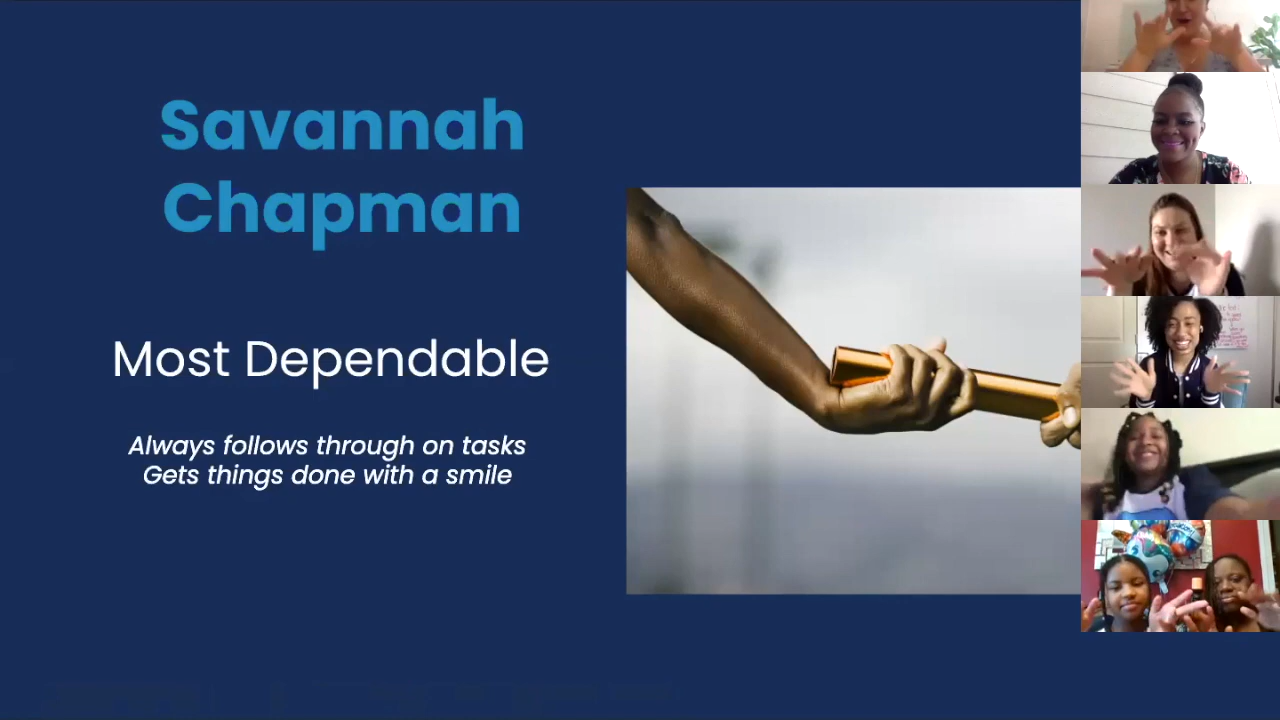 Savannah
Chapman
Most Dependable
Always follows through on tasks
Gets things done with a smile